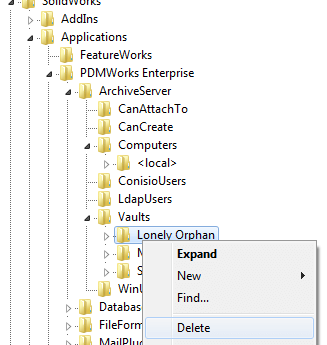 SolidWorks
AddIns
Applications
FeatureWorks
PDMWorks Enterprise
ArchiveServer
CanAttachTo
CanCreate
Computers
<local>
ConisioUsers
LdapUsers
Vaults
Lonely Orphan
Expand
New
Find...
Delete
WinU
Databas
FileForm
MailPlu